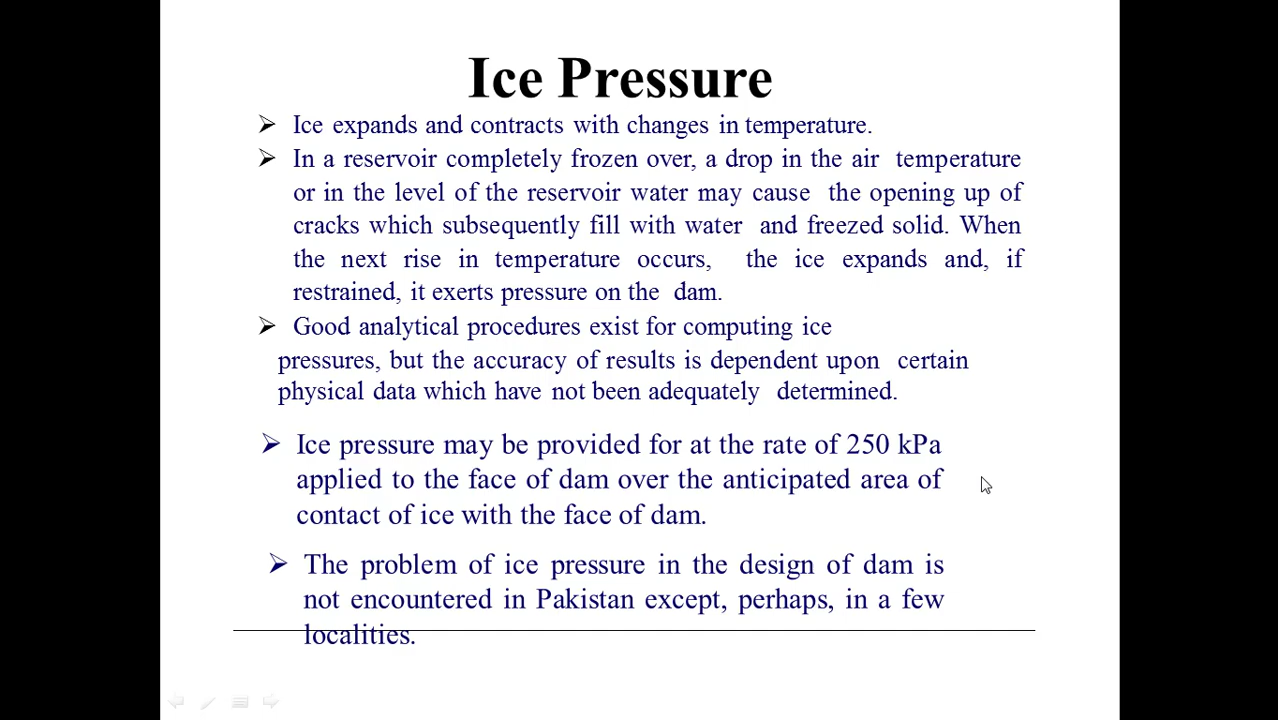 Ice Pressure
➢ Ice expands and contracts with changes in temperature.
➢ In a reservoir completely frozen over, a drop in the air temperature
or in the level of the reservoir water may cause the opening up of
cracks which subsequently fill with water and freezed solid. When
the next rise in temperature occurs, the ice expands and, if
restrained, it exerts pressure on the dam.
➢ Good analytical procedures exist for computing ice
pressures, but the accuracy of results is dependent upon certain
physical data which have not been adequately determined.
➢ Ice pressure may be provided for at the rate of 250 kPa
applied to the face of dam over the anticipated area of
contact of ice with the face of dam.
➢ The problem of ice pressure in the design of dam is
not encountered in Pakistan except, perhaps, in a few
localities.